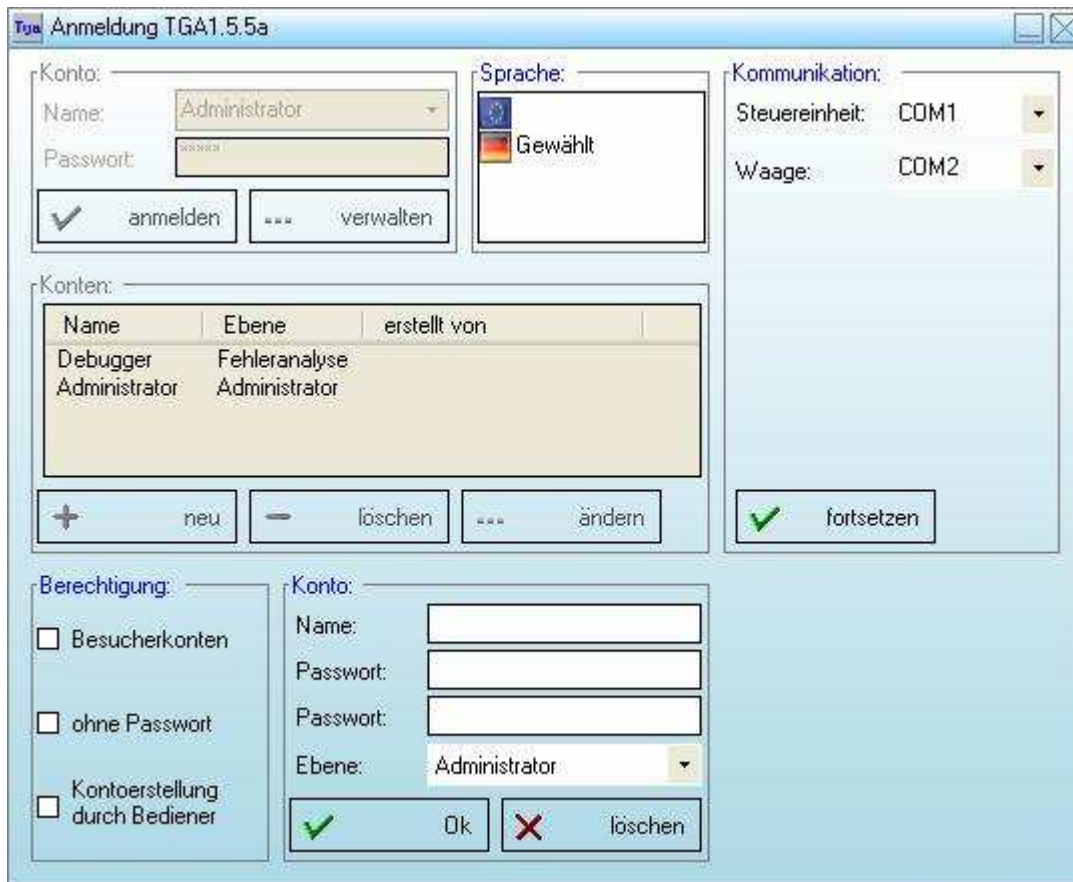 Tga Anmeldung TGA1.5.5a
Konto:
Name: Administrator
Passwort: xxxxx
anmelden ... verwalten
Sprache:
Gewählt
Kommunikation:
Steuereinheit: COM1
Waage: COM2
fortsetzen
Konten:
Name Ebene erstellt von
Debugger Fehleranalyse
Administrator Administrator
neu löschen ... ändern
Berechtigung:
Besucherkonten
ohne Passwort
Kontoerstellung
durch Bediener
Konto:
Name:
Passwort:
Passwort:
Ebene: Administrator
Ok löschen